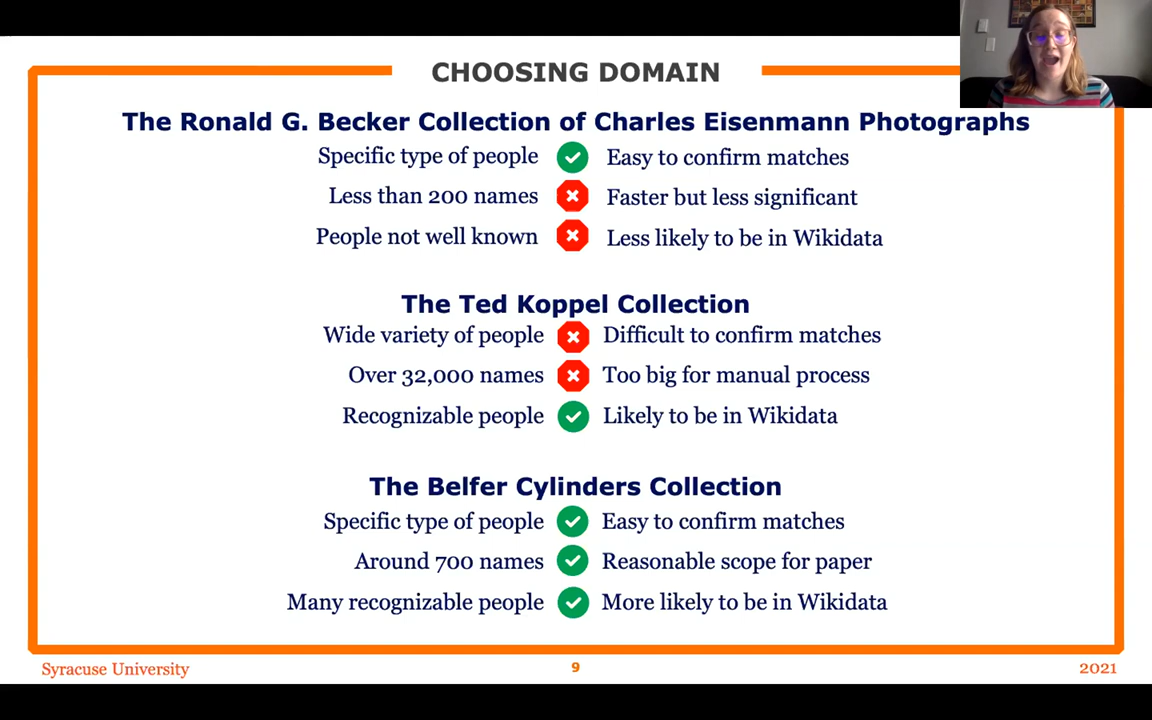 CHOOSING DOMAIN
The Ronald G. Becker Collection of Charles Eisenmann Photographs
Specific type of people Easy to confirm matches
Less than 200 names Faster but less significant
People not well known Less likely to be in Wikidata
The Ted Koppel Collection
Wide variety of people Difficult to confirm matches
Over 32,000 names Too big for manual process
Recognizable people Likely to be in Wikidata
The Belfer Cylinders Collection
Specific type of people Easy to confirm matches
Around 700 names Reasonable scope for paper
Many recognizable people More likely to be in Wikidata
Syracuse University 9 2021